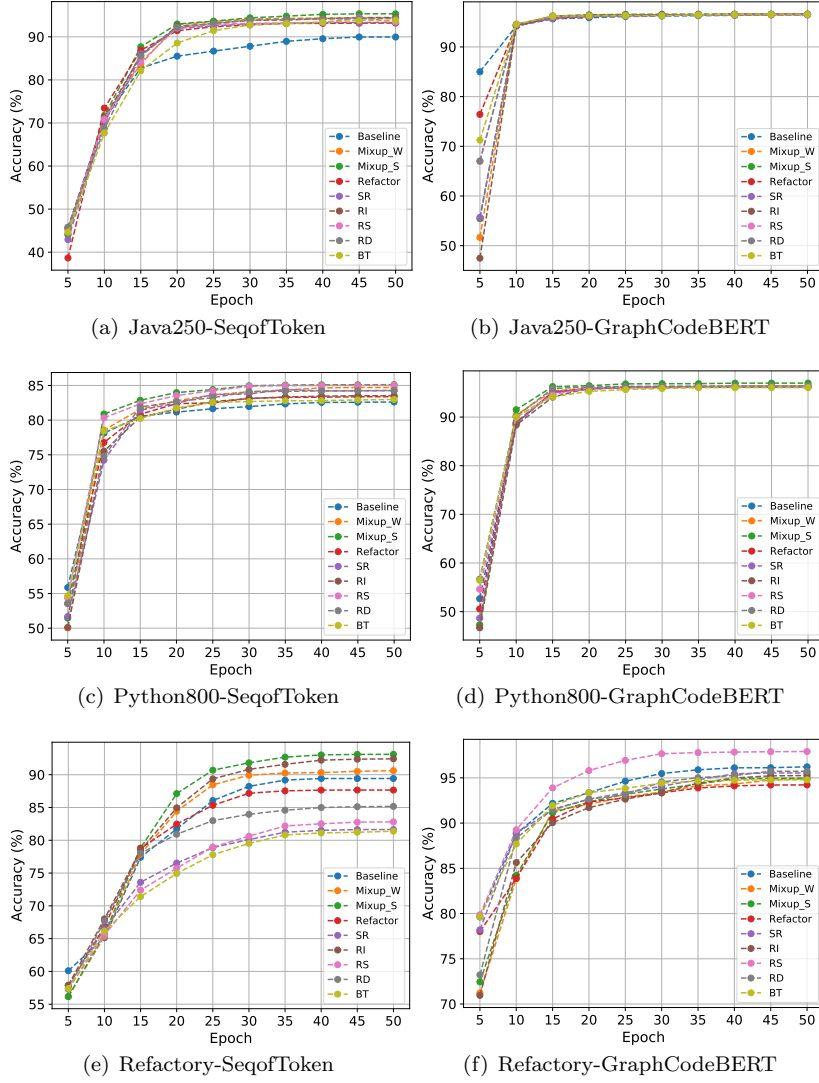 90
80
70
60
50
40
Accuracy (%)
5 10 15 20 25 30 35 40 45 50
Epoch
Baseline
Mixup_W
Mixup_S
Refactor
SR
RI
RS
RD
BT
(a) Java250-SeqofToken
90
80
70
60
50
Accuracy (%)
5 10 15 20 25 30 35 40 45 50
Epoch
Baseline
Mixup_W
Mixup_S
Refactor
SR
RI
RS
RD
BT
(b) Java250-GraphCodeBERT
85
80
75
70
65
60
55
50
Accuracy (%)
5 10 15 20 25 30 35 40 45 50
Epoch
Baseline
Mixup_W
Mixup_S
Refactor
SR
RI
RS
RD
BT
(c) Python800-SeqofToken
90
80
70
60
50
Accuracy (%)
5 10 15 20 25 30 35 40 45 50
Epoch
Baseline
Mixup_W
Mixup_S
Refactor
SR
RI
RS
RD
BT
(d) Python800-GraphCodeBERT
90
85
80
75
70
65
60
55
Accuracy (%)
5 10 15 20 25 30 35 40 45 50
Epoch
Baseline
Mixup_W
Mixup_S
Refactor
SR
RI
RS
RD
BT
(e) Refactory-SeqofToken
95
90
85
80
75
70
Accuracy (%)
5 10 15 20 25 30 35 40 45 50
Epoch
Baseline
Mixup_W
Mixup_S
Refactor
SR
RI
RS
RD
BT
(f) Refactory-GraphCodeBERT